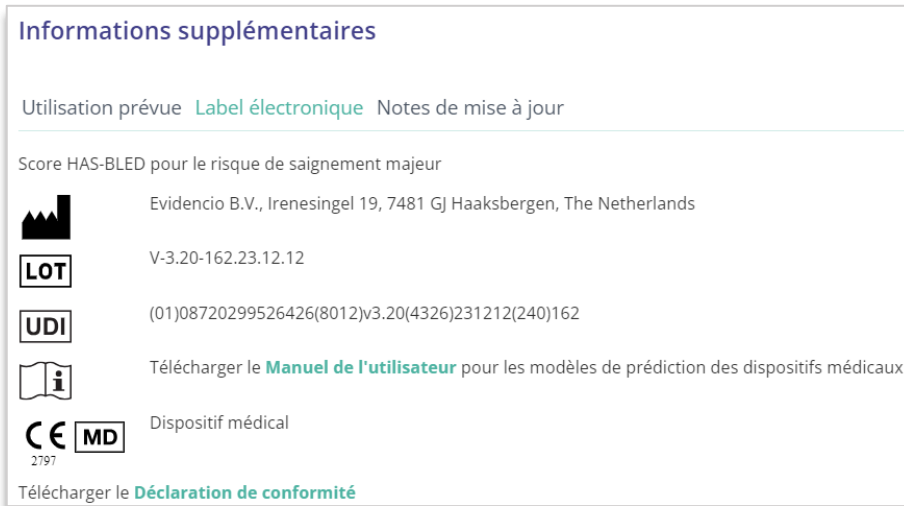 Informations supplémentaires
Utilisation prévue Label électronique Notes de mise à jour
Score HAS-BLED pour le risque de saignement majeur
Evidencio B.V., Irenesingel 19, 7481 GJ Haaksbergen, The Netherlands
LOT V-3.20-162.23.12.12
UDI (01)08720299526426(8012)v3.20(4326)231212(240)162
i Télécharger le Manuel de l'utilisateur pour les modèles de prédiction des dispositifs médicaux
CE MD Dispositif médical
2797
Télécharger le Déclaration de conformité